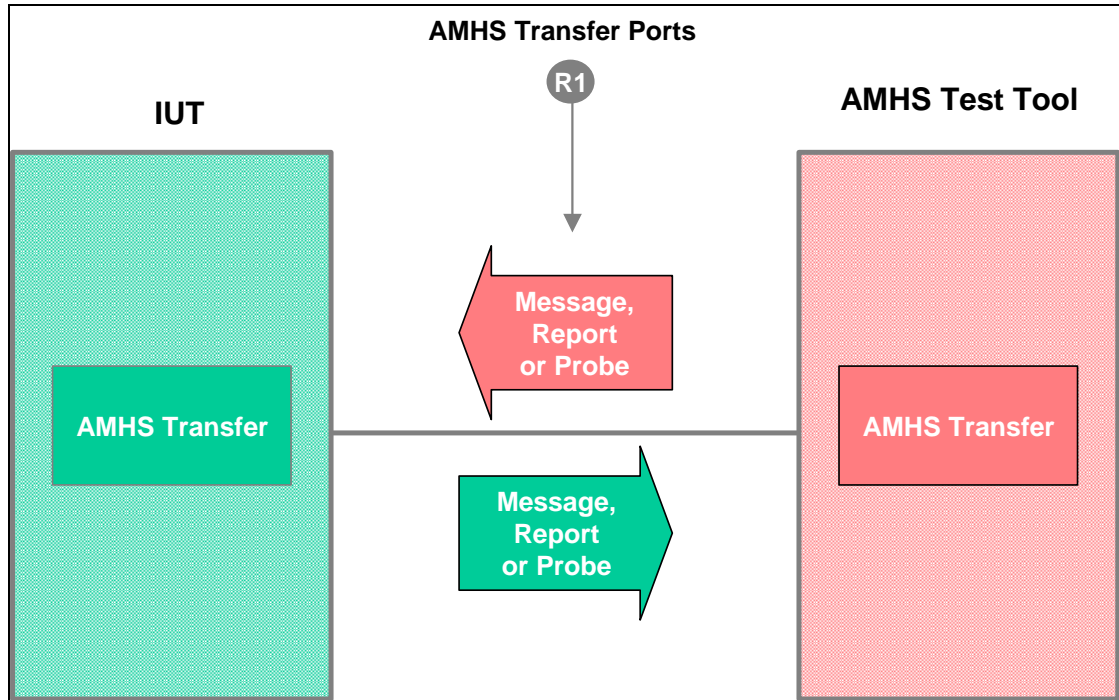 AMHS Transfer Ports
R1
IUT
AMHS Test Tool
Message,
Report
or Probe
AMHS Transfer
AMHS Transfer
Message,
Report
or Probe